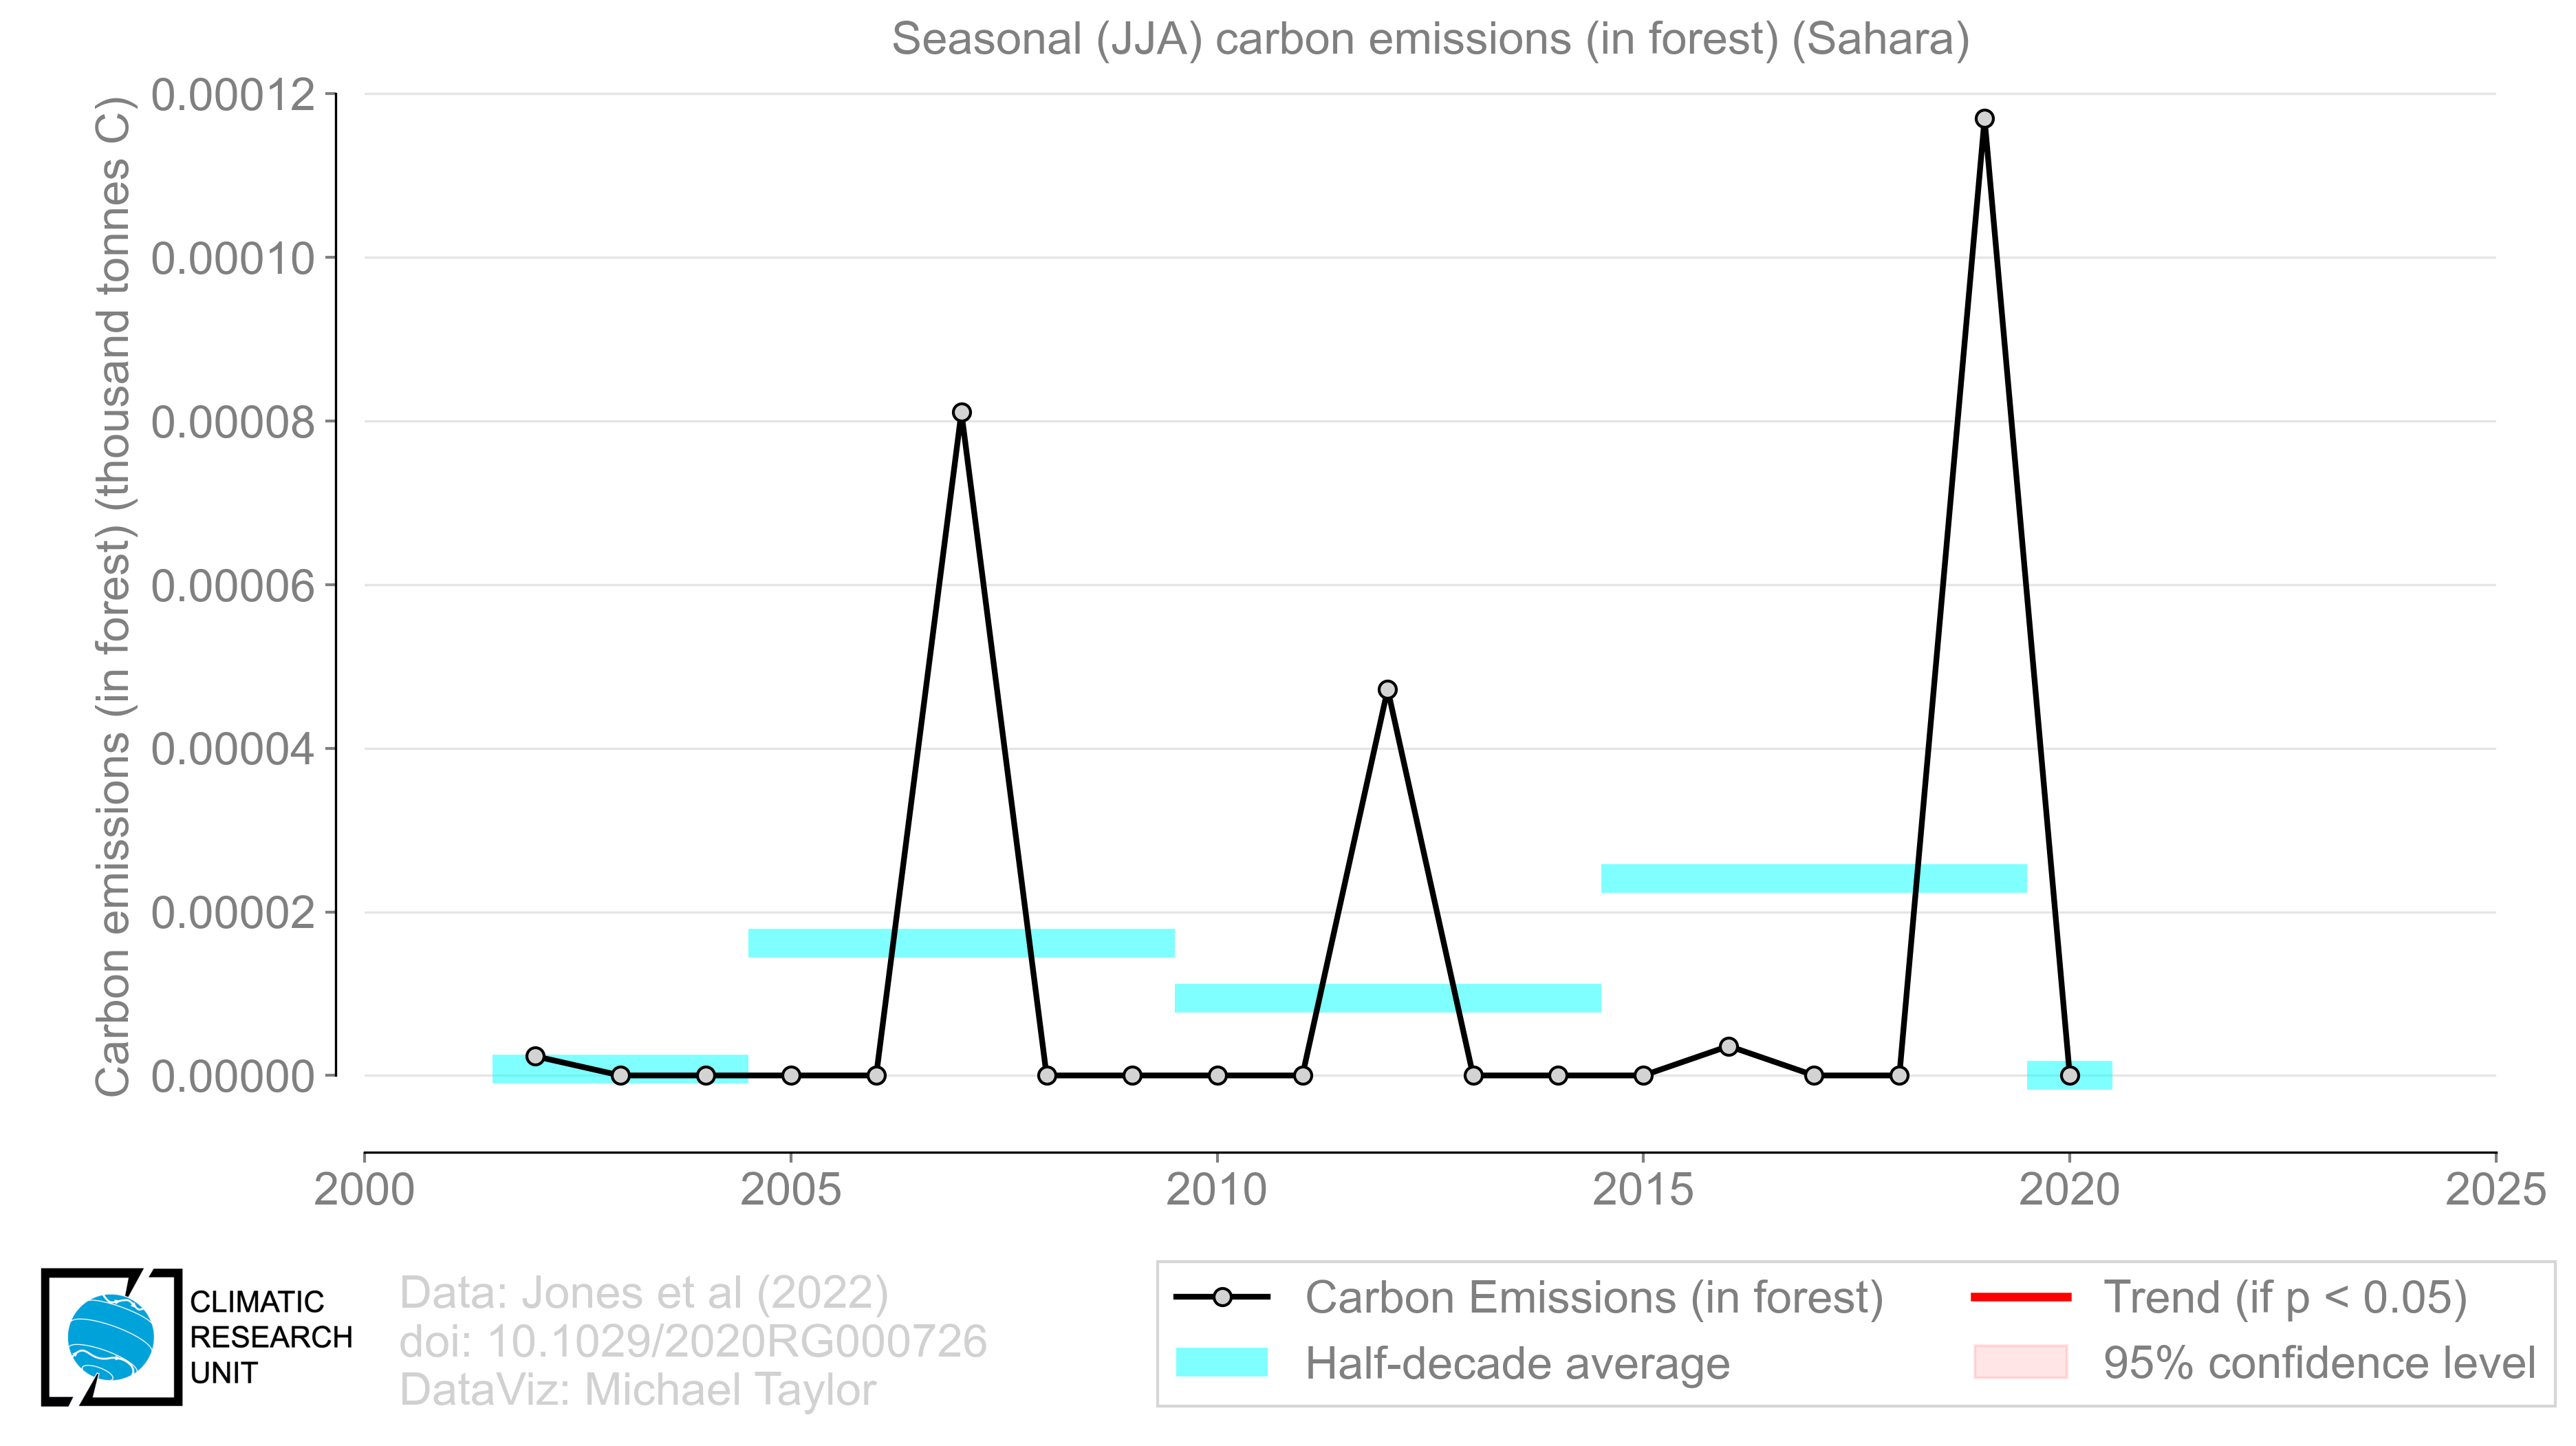 Seasonal (JJA) carbon emissions (in forest) (Sahara)
Carbon emissions (in forest) (thousand tonnes C)
0.00012
0.00010
0.00008
0.00006
0.00004
0.00002
0.00000
2000
2005
2010
2015
2020
2025
CLIMATIC
RESEARCH
UNIT
Data: Jones et al (2022)
doi: 10.1029/2020RG000726
DataViz: Michael Taylor
Carbon Emissions (in forest)
Half-decade average
Trend (if p < 0.05)
95% confidence level